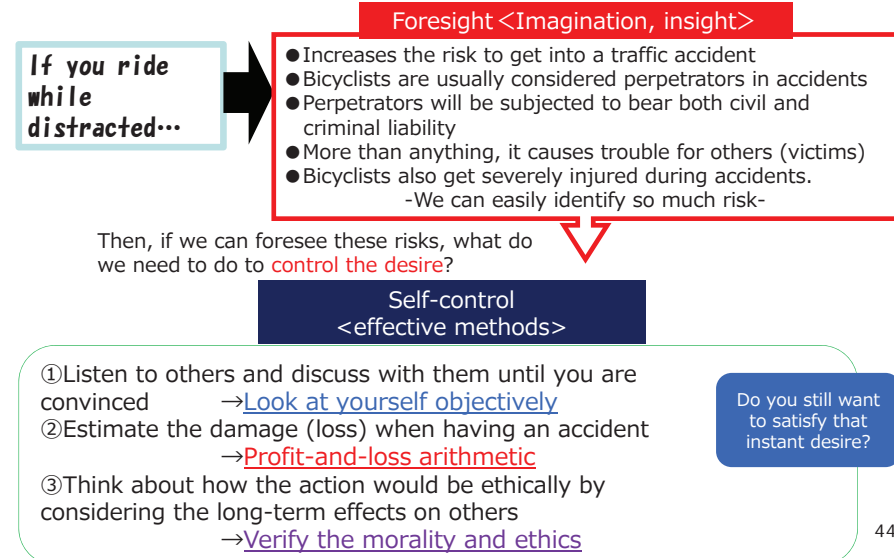 Foresight＜Imagination, insight＞
If you ride
while
distracted…
●Increases the risk to get into a traffic accident
●Bicyclists are usually considered perpetrators in accidents
●Perpetrators will be subjected to bear both civil and
criminal liability
●More than anything, it causes trouble for others (victims)
●Bicyclists also get severely injured during accidents.
-We can easily identify so much risk-
Then, if we can foresee these risks, what do
we need to do to control the desire?
Self-control
<effective methods>
①Listen to others and discuss with them until you are
convinced →Look at yourself objectively
②Estimate the damage (loss) when having an accident
→Profit-and-loss arithmetic
③Think about how the action would be ethically by
considering the long-term effects on others
→Verify the morality and ethics
Do you still want
to satisfy that
instant desire?
44